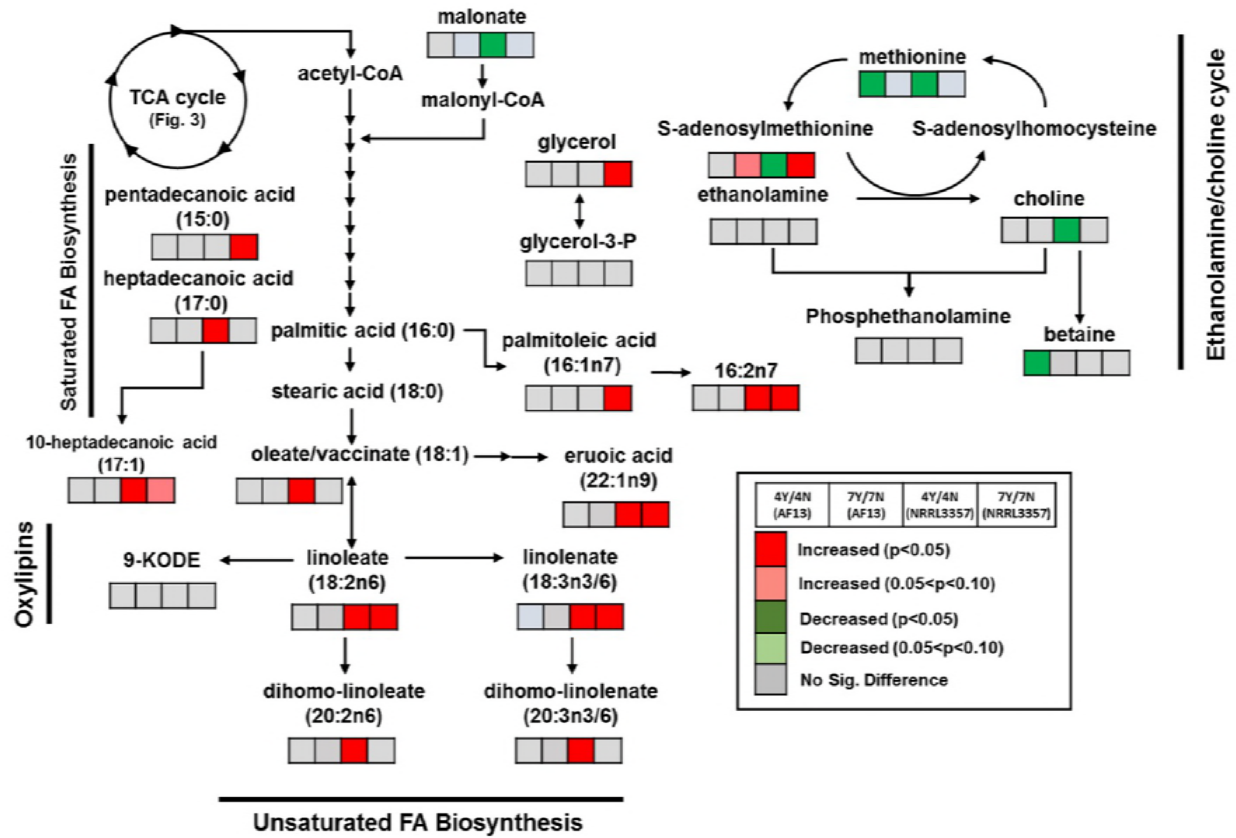 malonate
acetyl-CoA
TCA cycle
(Fig. 3)
malonyl-CoA
methionine
S-adenosylmethionine
S-adenosylhomocysteine
Ethanolamine/choline cycle
glycerol
ethanolamine
choline
Saturated FA Biosynthesis
pentadecanoic acid
(15:0)
glycerol-3-P
heptadecanoic acid
(17:0)
Phosphethanolamine
betaine
palmitic acid (16:0)
palmitoleic acid
(16:1n7)
16:2n7
stearic acid (18:0)
10-heptadecanoic acid
(17:1)
oleate/vaccinate (18:1)
eruoic acid
(22:1n9)
4Y/4N
(AF13)
7Y/7N
(AF13)
4Y/4N
(NRRL3357)
7Y/7N
(NRRL3357)
Increased (p<0.05)
Increased (0.05<p<0.10)
Decreased (p<0.05)
Decreased (0.05<p<0.10)
No Sig. Difference
Oxylipins
9-KODE
linoleate
(18:2n6)
linolenate
(18:3n3/6)
dihomo-linoleate
(20:2n6)
dihomo-linolenate
(20:3n3/6)
Unsaturated FA Biosynthesis